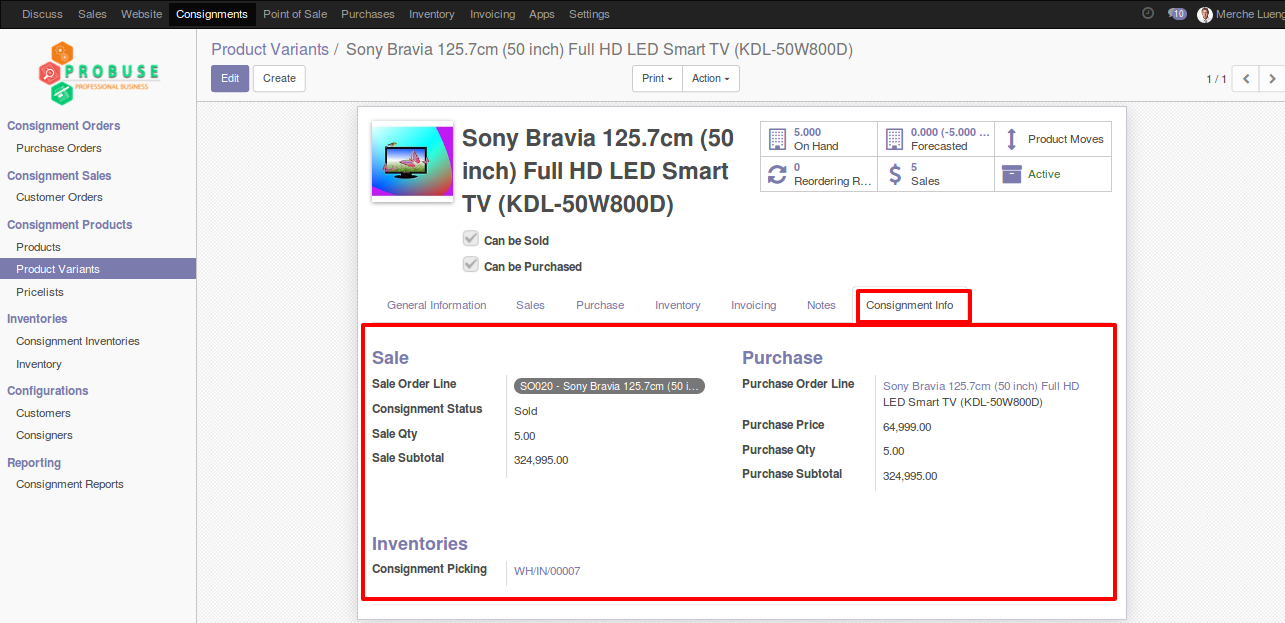 Discuss Sales Website Consignments Point of Sale Purchases Inventory Invoicing Apps Settings 10 Merche Lueng
PROBUSE
PROFESSIONAL BUSINESS
Consignment Orders
Purchase Orders
Consignment Sales
Customer Orders
Consignment Products
Products
Product Variants
Pricelists
Inventories
Consignment Inventories
Inventory
Configurations
Customers
Consigners
Reporting
Consignment Reports
Product Variants / Sony Bravia 125.7cm (50 inch) Full HD LED Smart TV (KDL-50W800D)
Edit Create Print Action 1 / 1
Sony Bravia 125.7cm (50
inch) Full HD LED Smart
TV (KDL-50W800D)
5.000
On Hand
0.000 (-5.000 ...
Forecasted
Product Moves
0
Reordering R...
5
Sales
Active
Can be Sold
Can be Purchased
General Information Sales Purchase Inventory Invoicing Notes Consignment Info
Sale
Sale Order Line SO020 - Sony Bravia 125.7cm (50 i...
Consignment Status Sold
Sale Qty 5.00
Sale Subtotal 324,995.00
Purchase
Purchase Order Line Sony Bravia 125.7cm (50 inch) Full HD
LED Smart TV (KDL-50W800D)
Purchase Price 64,999.00
Purchase Qty 5.00
Purchase Subtotal 324,995.00
Inventories
Consignment Picking WH/IN/00007